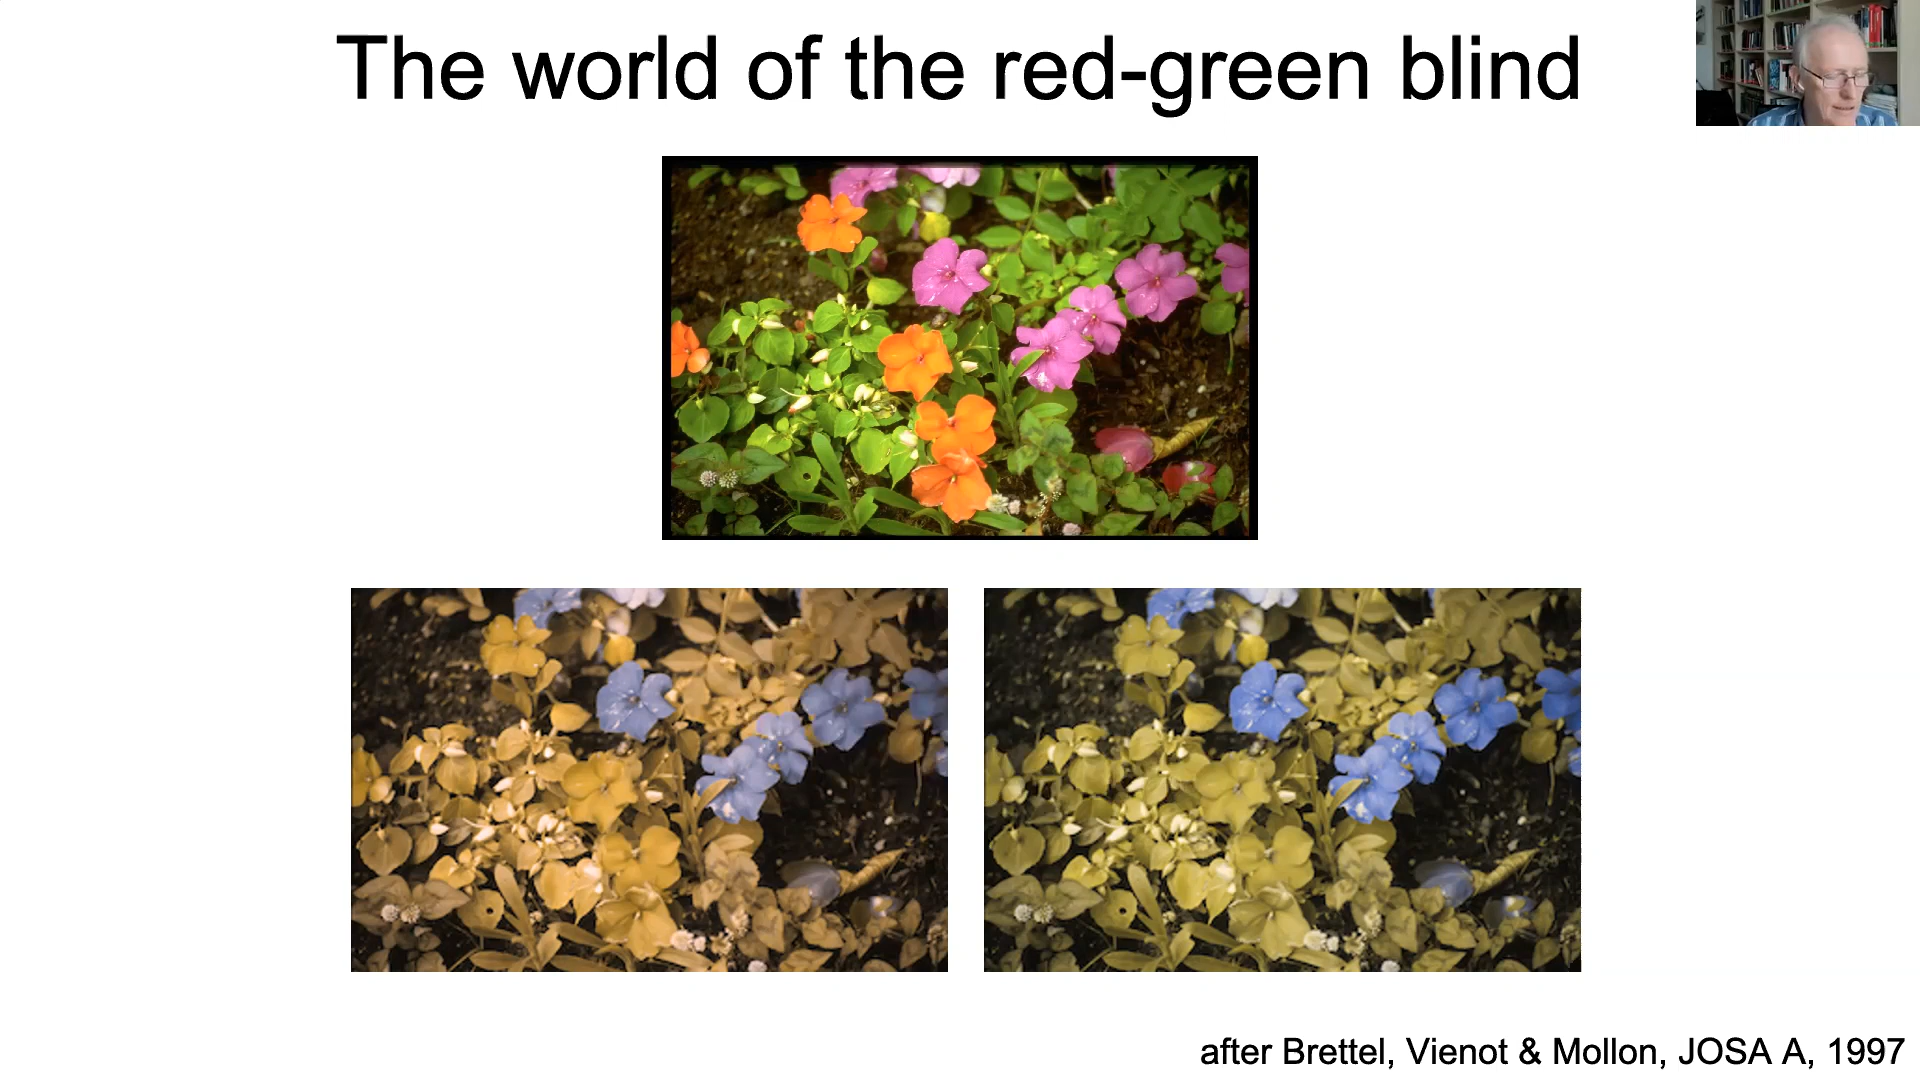 The world of the red-green blind
after Brettel, Vienot & Mollon, JOSA A, 1997